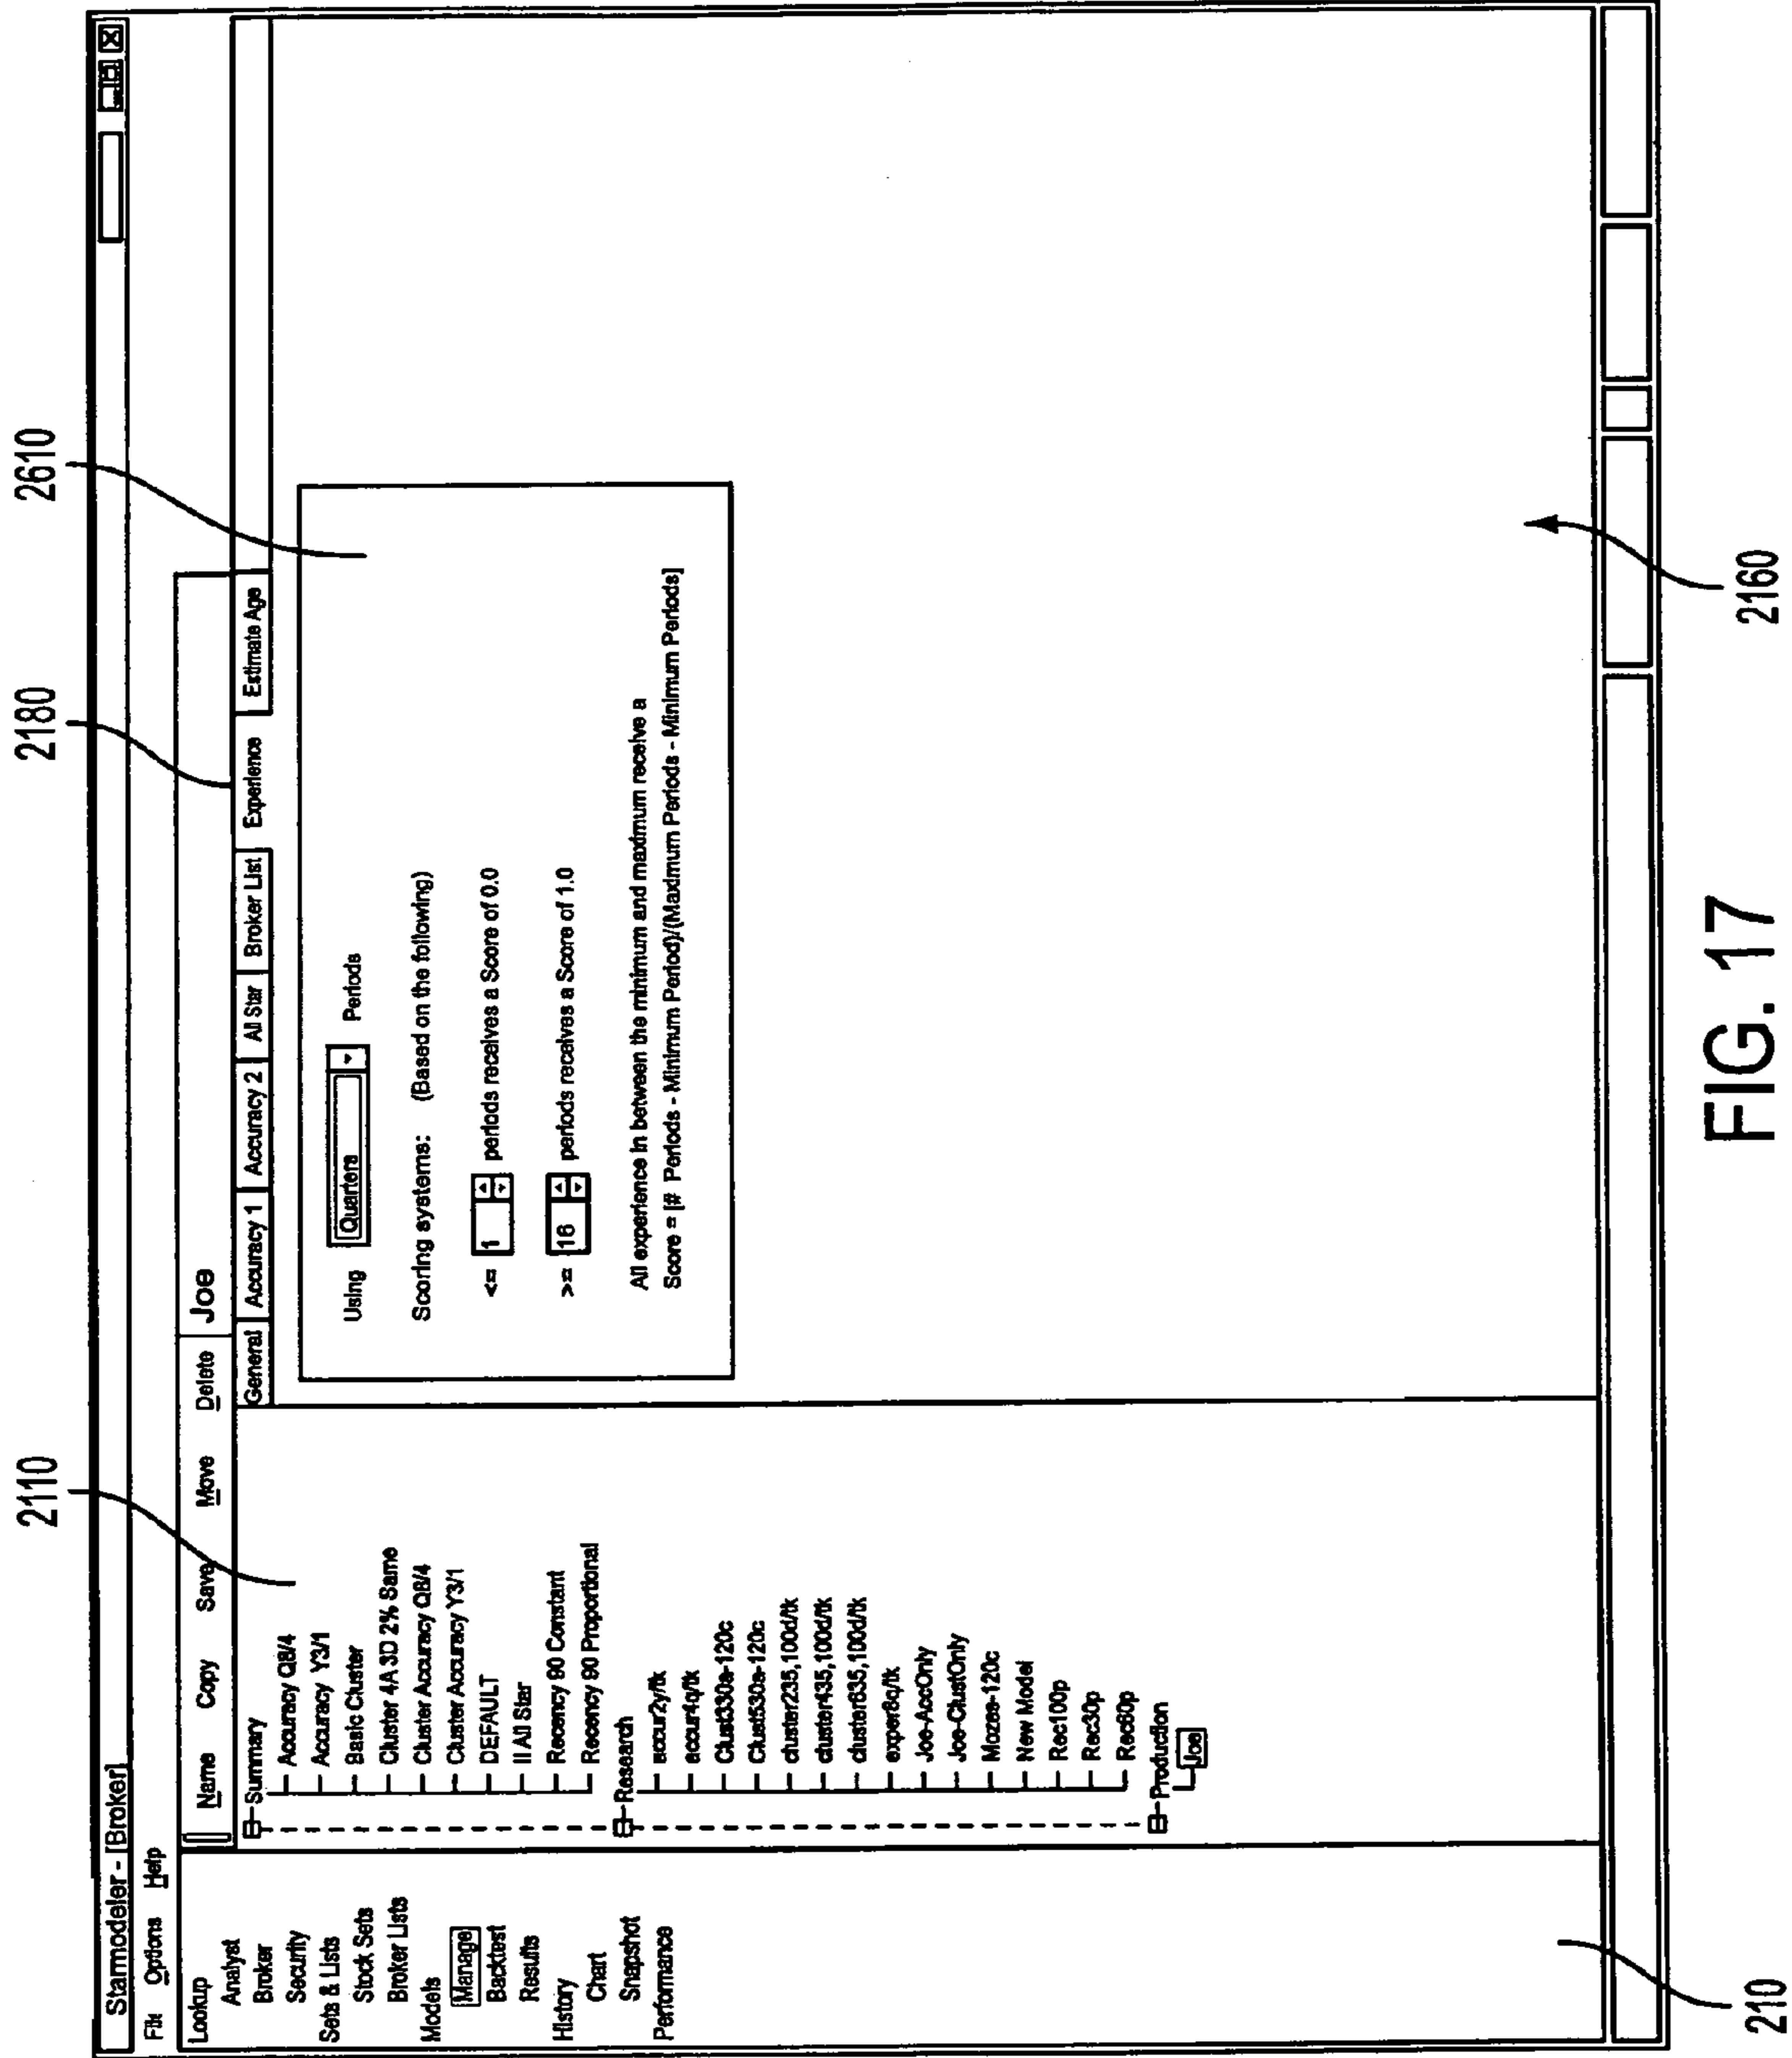 2110
2180
2610
Starmodeler - [Broker]
File Options Help
Lookup
Analyst
Broker
Security
Sets & Lists
Stock Sets
Broker Lists
Models
Manage
Backtest
Results
History
Chart
Snapshot
Performance
Name Copy Save Move Delete
Joe
Summary
Accuracy Q8/4
Accuracy Y3/1
Basic Cluster
Cluster 4A 3D 2% Same
Cluster Accuracy Q8/4
Cluster Accuracy Y3/1
DEFAULT
II All Star
Recency 90 Constant
Recency 90 Proportional
Research
accur2y/tk
accur4q/tk
Clust330a-120c
Clust530a-120c
cluster235,100d/tk
cluster435,100d/tk
cluster635,100d/tk
exper8q/tk
Joe-AccOnly
Joe-ClustOnly
Mozes-120c
New Model
Rec100p
Rec30p
Rec60p
Production
Joe
General Accuracy 1 Accuracy 2 All Star Broker List Experience Estimate Age
Using Quarters Periods
Scoring systems: (Based on the following)
<= 1 periods receives a Score of 0.0
>= 16 periods receives a Score of 1.0
All experience in between the minimum and maximum receive a
Score = [# Periods - Minimum Period)/(Maximum Periods - Minimum Periods]
210
2160
FIG. 17